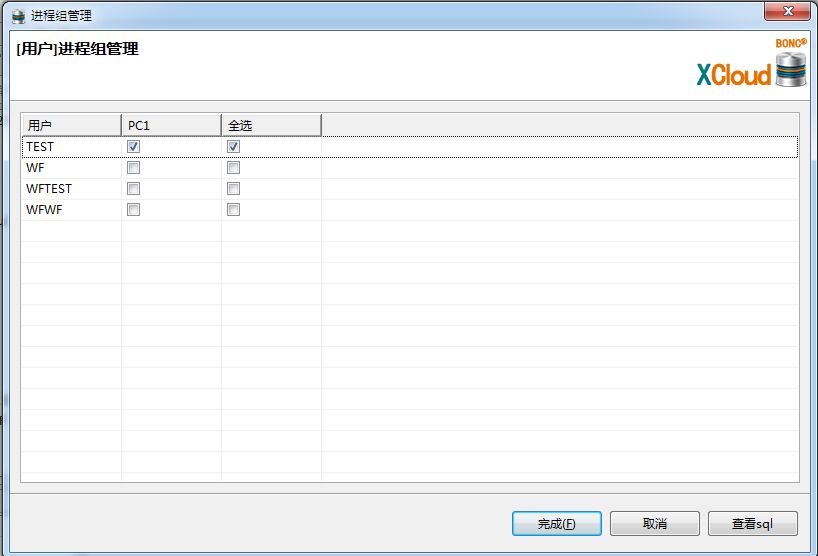 进程组管理
[用户]进程组管理
BONC®
XCloud
用户 PC1 全选
TEST
WF
WFTEST
WFWF
完成(F) 取消 查看sql